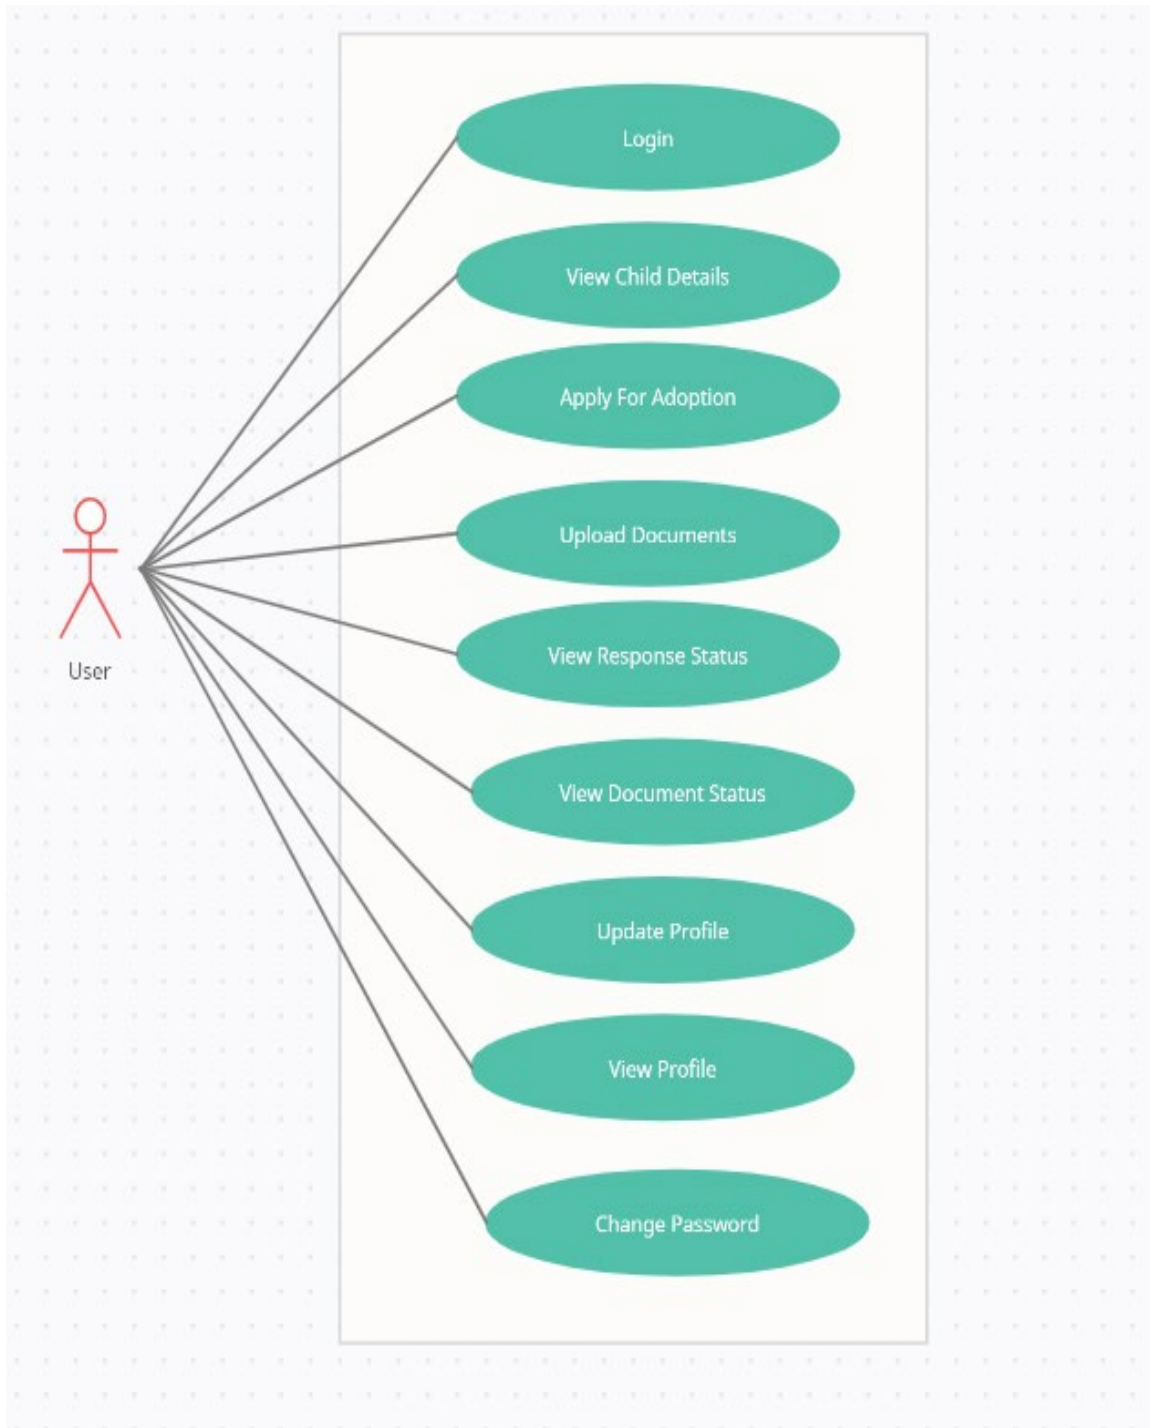 Login
View Child Details
Apply For Adoption
Upload Documents
View Response Status
User
View Document Status
Update Profile
View Profile
Change Password